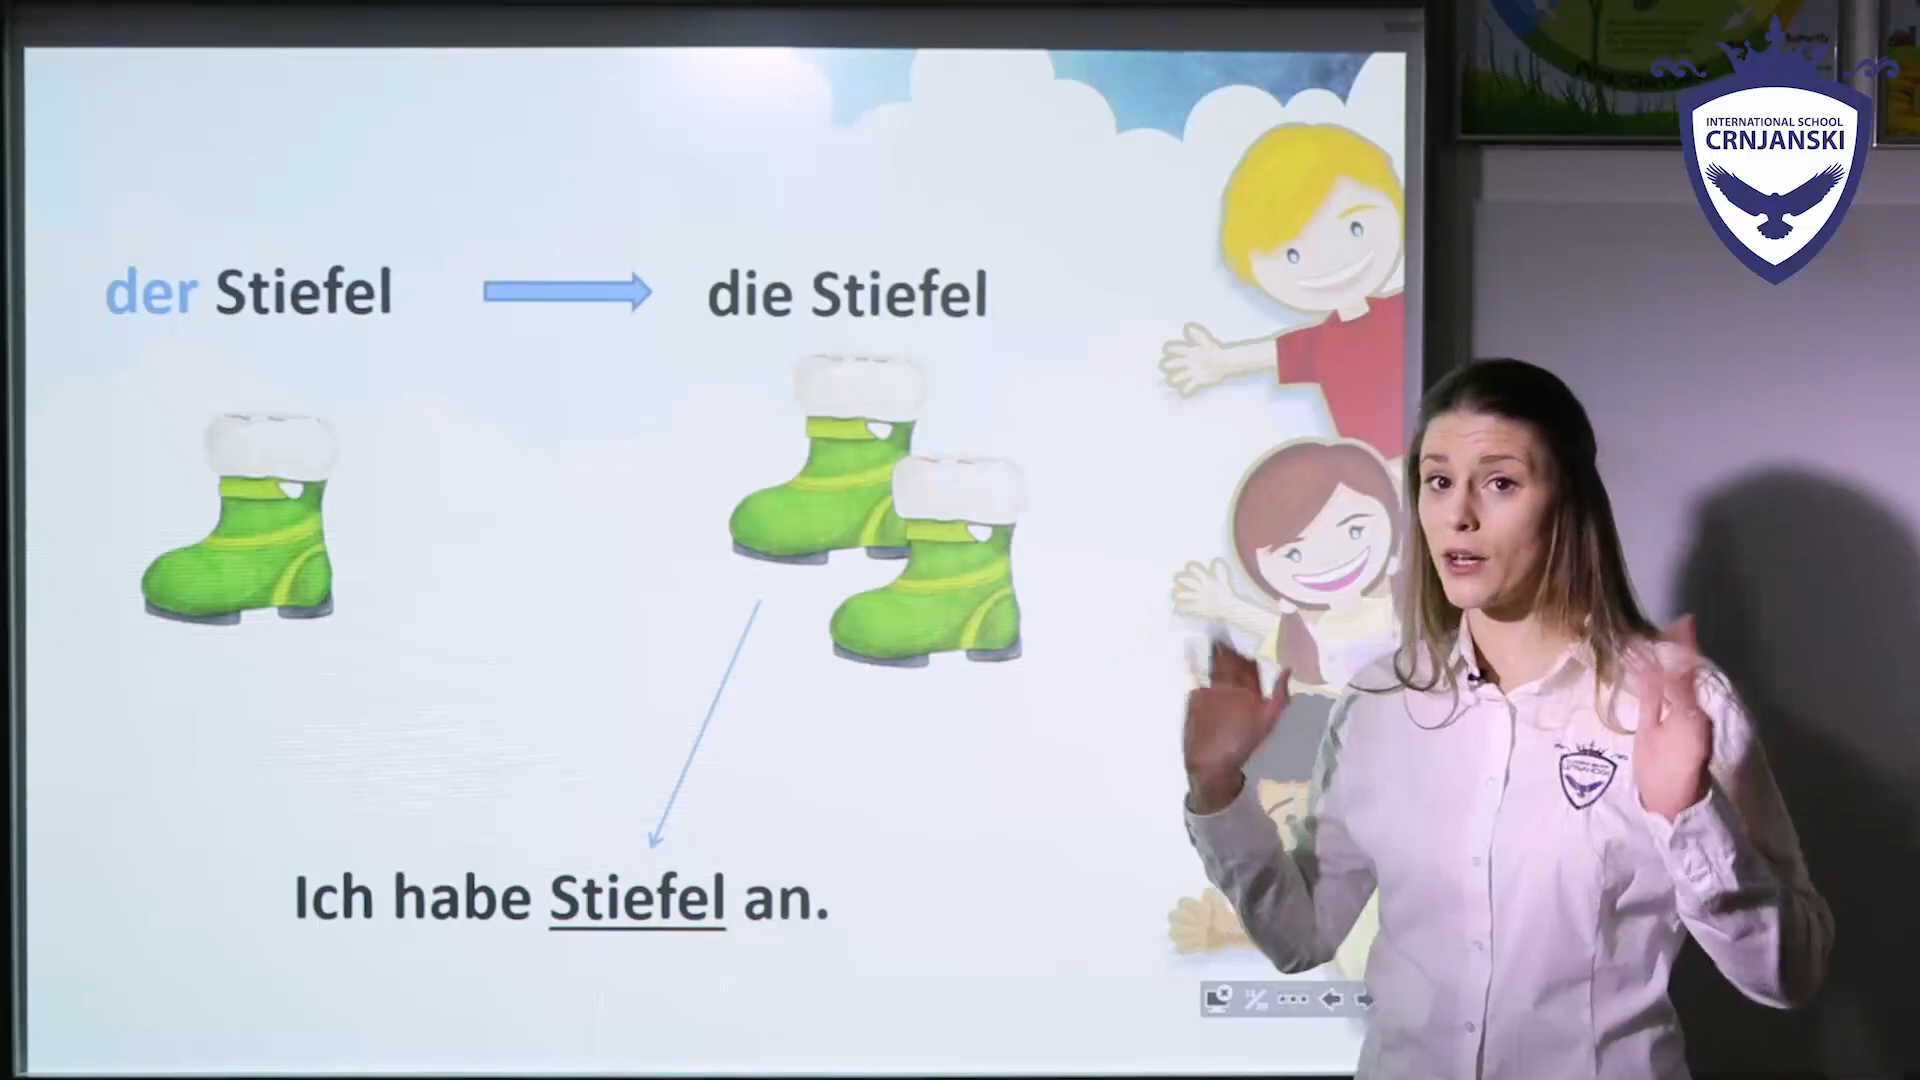 der Stiefel
die Stiefel
Ich habe Stiefel an.
INTERNATIONAL SCHOOL
CRNJANSKI